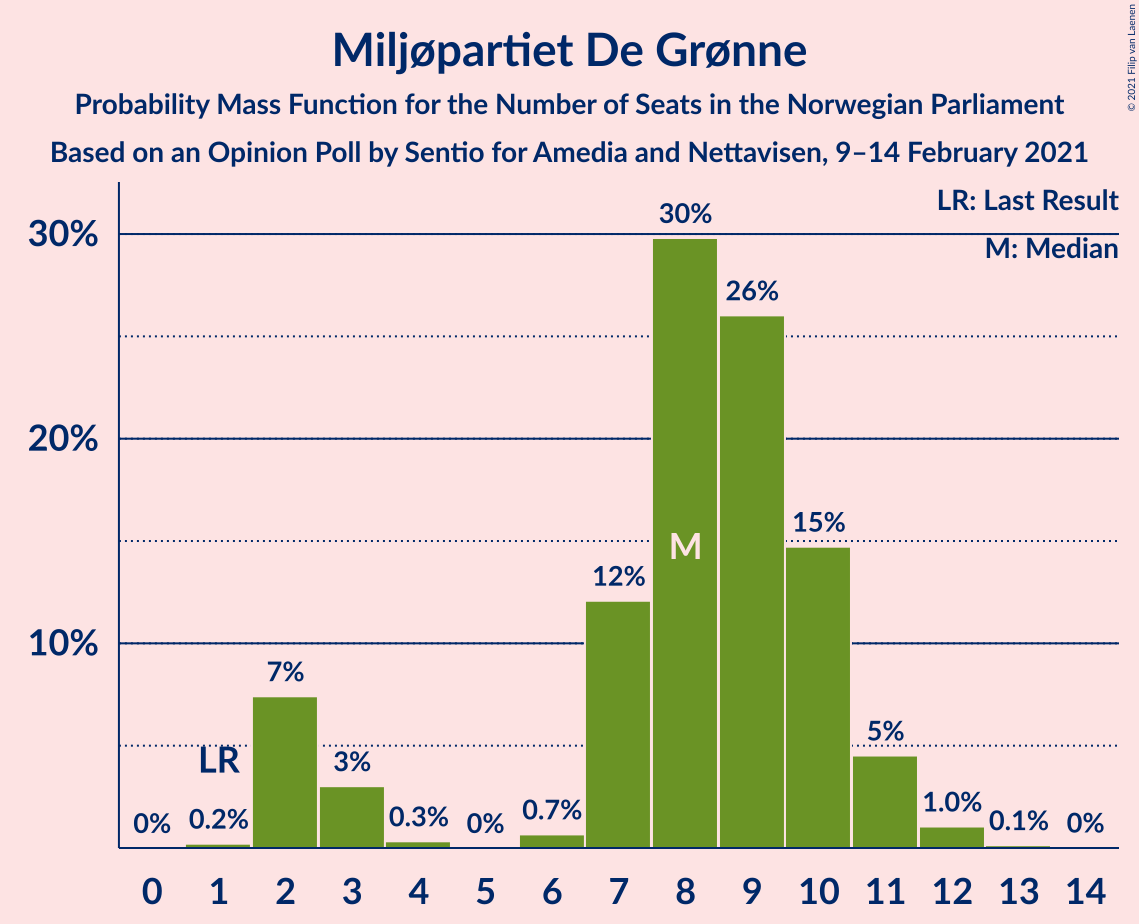 Miljøpartiet De Grønne
Probability Mass Function for the Number of Seats in the Norwegian Parliament
Based on an Opinion Poll by Sentio for Amedia and Nettavisen, 9–14 February 2021
© 2021 Filip van Laenen
LR: Last Result
M: Median
30%
20%
10%
0%
0.2%
LR
7%
3%
0.3%
0%
0.7%
12%
30%
M
26%
15%
5%
1.0%
0.1%
0%
0 1 2 3 4 5 6 7 8 9 10 11 12 13 14